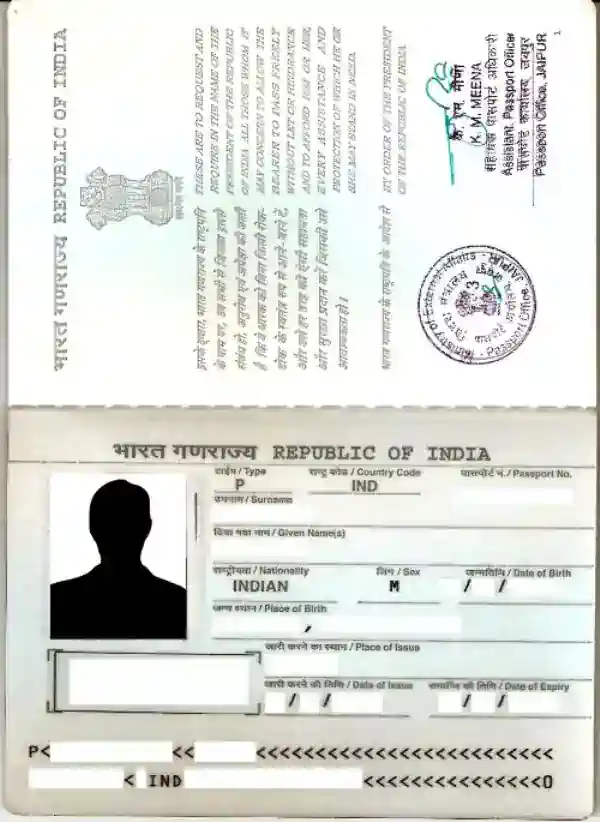 भारत गणराज्य REPUBLIC OF INDIA
THESE ARE TO REQUEST AND
REQUIRE IN THE NAME OF THE
PRESIDENT OF THE REPUBLIC
OF INDIA ALL THOSE WHOM IT
MAY CONCERN TO ALLOW THE
BEARER TO PASS FREELY
WITHOUT LET OR HINDRANCE
AND TO AFFORD HIM OR HER,
EVERY ASSISTANCE AND
PROTECTION OF WHICH HE OR
SHE MAY STAND IN NEED.
BY ORDER OF THE PRESIDENT
OF THE REPUBLIC OF INDIA
इसके द्वारा, भारत गणराज्य के राष्ट्रपति
के नाम पर, उन सभी से जिनका इससे
है कि वे धारक को बिना किसी रोक-
टोक के स्वतंत्र रूप से आने-जाने दें,
और उसे हर तरह की ऐसी सहायता
और सुरक्षा प्रदान करें जिसकी उसे
आवश्यकता हो।
भारत गणराज्य के राष्ट्रपति के आदेश से
के. एम. मीणा
K. M. MEENA
सहायक पासपोर्ट अधिकारी
Assistant Passport Officer
पासपोर्ट कार्यालय, जयपुर
Passport Office, JAIPUR
1
Ministry of External Affairs
Passport Office, Jaipur
भारत गणराज्य REPUBLIC OF INDIA
टाईप / Type राष्ट्र कोड / Country Code पासपोर्ट नं. / Passport No.
P IND
उपनाम / Surname
दिया गया नाम / Given Name(s)
राष्ट्रीयता / Nationality लिंग / Sex जन्मतिथि / Date of Birth
INDIAN M / /
जन्म स्थान / Place of Birth
,
जारी करने का स्थान / Place of Issue
जारी करने की तिथि / Date of Issue समाप्ति की तिथि / Date of Expiry
/ / / /
P< << <<<<<<<<<<<<<<<<<<<<<<<<<<<
< IND <<<<<<<<<<<<<<<<0